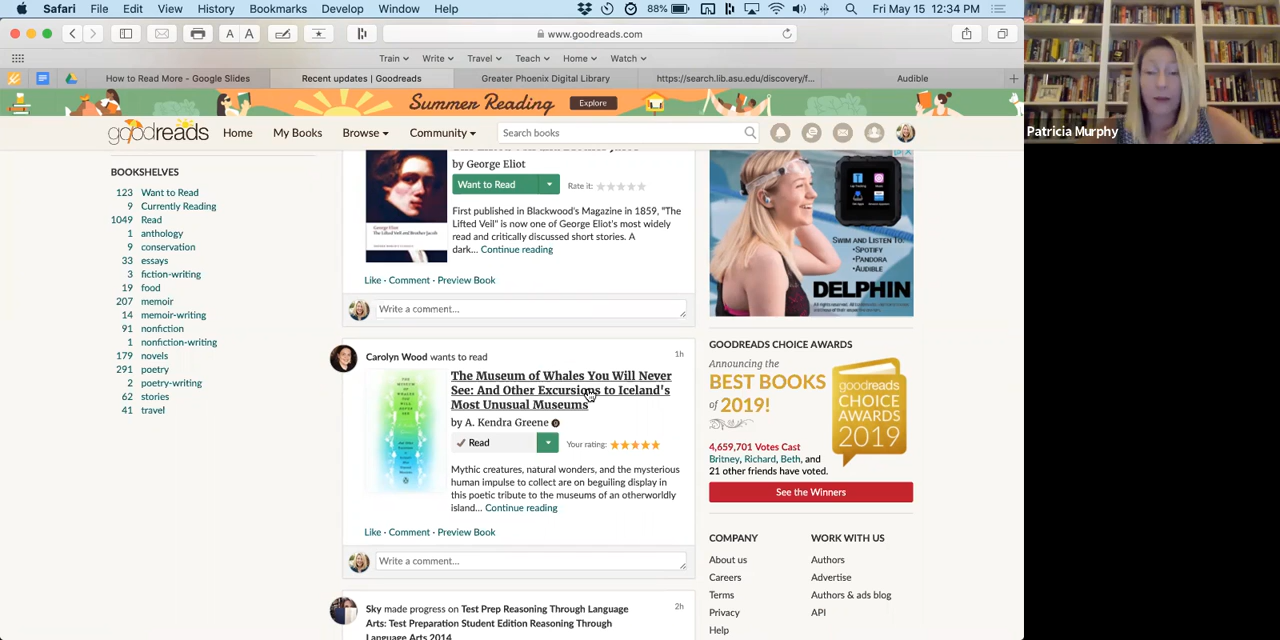 Safari File Edit View History Bookmarks Develop Window Help 88% Fri May 15 12:34 PM
A A www.goodreads.com
Train Write Travel Teach Home Watch
How to Read More - Google Slides Recent updates | Goodreads Greater Phoenix Digital Library https://search.lib.asu.edu/discovery/f... Audible
Summer Reading Explore
goodreads Home My Books Browse Community Search books
BOOKSHELVES
123 Want to Read
9 Currently Reading
1049 Read
1 anthology
9 conservation
33 essays
3 fiction-writing
19 food
207 memoir
14 memoir-writing
91 nonfiction
1 nonfiction-writing
179 novels
291 poetry
2 poetry-writing
62 stories
41 travel
by George Eliot
Want to Read Rate it:
First published in Blackwood's Magazine in 1859, "The
Lifted Veil" is now one of George Eliot's most widely
read and critically discussed short stories. A
dark... Continue reading
George Eliot
The Lifted Veil and Brother Jacob
Like · Comment · Preview Book
Write a comment...
Carolyn Wood wants to read 1h
The Museum of Whales You Will Never
See: And Other Excursions to Iceland's
Most Unusual Museums
by A. Kendra Greene
Read Your rating:
Mythic creatures, natural wonders, and the mysterious
human impulse to collect are on beguiling display in
this poetic tribute to the museums of an otherworldly
island... Continue reading
Like · Comment · Preview Book
Write a comment...
Sky made progress on Test Prep Reasoning Through Language 2h
Arts: Test Preparation Student Edition Reasoning Through
Language Arts 2014
SWIM AND LISTEN TO:
•SPOTIFY
•PANDORA
•AUDIBLE
DELPHIN
GOODREADS CHOICE AWARDS
Announcing the
BEST BOOKS
of 2019!
goodreads
CHOICE
AWARDS
2019
4,659,701 Votes Cast
Britney, Richard, Beth, and
21 other friends have voted.
See the Winners
COMPANY WORK WITH US
About us Authors
Careers Advertise
Terms Authors & ads blog
Privacy API
Help
Patricia Murphy